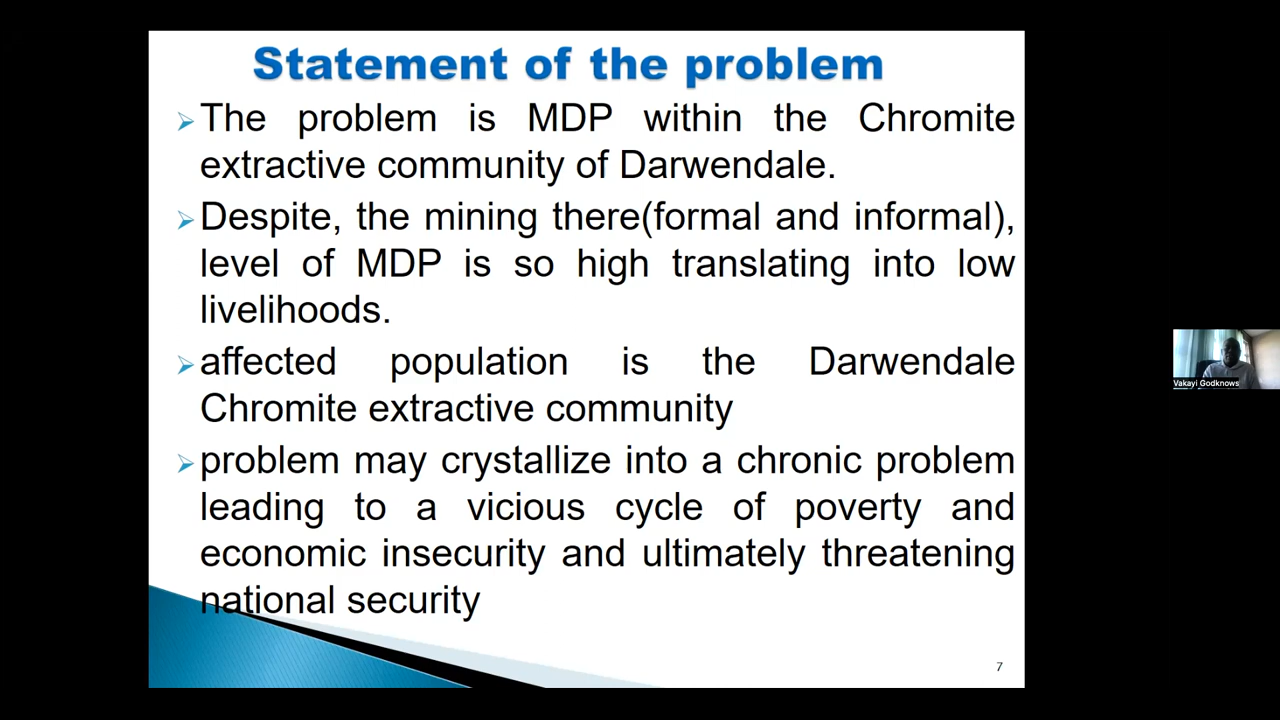 Statement of the problem
The problem is MDP within the Chromite
extractive community of Darwendale.
Despite, the mining there(formal and informal),
level of MDP is so high translating into low
livelihoods.
affected population is the Darwendale
Chromite extractive community
problem may crystallize into a chronic problem
leading to a vicious cycle of poverty and
economic insecurity and ultimately threatening
national security
7
Vakayi Godknows